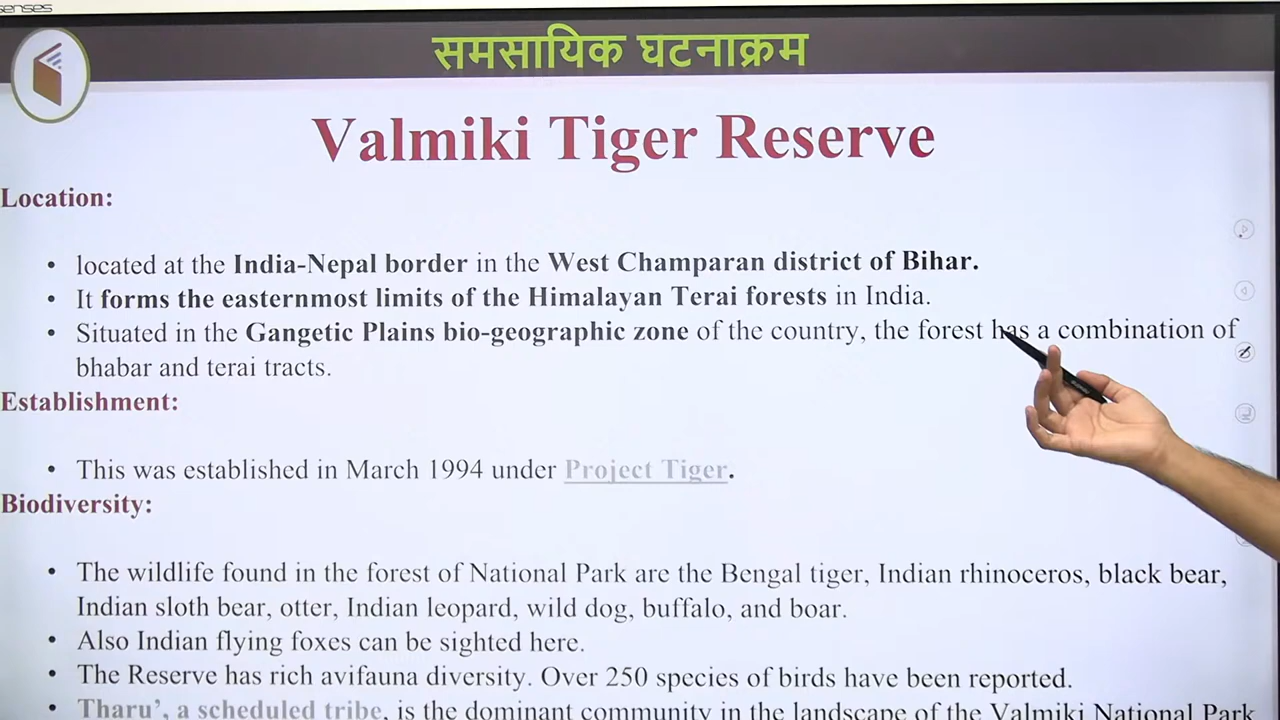 senses
समसायिक घटनाक्रम
Valmiki Tiger Reserve
Location:
• located at the India-Nepal border in the West Champaran district of Bihar.
• It forms the easternmost limits of the Himalayan Terai forests in India.
• Situated in the Gangetic Plains bio-geographic zone of the country, the forest has a combination of
bhabar and terai tracts.
Establishment:
• This was established in March 1994 under Project Tiger.
Biodiversity:
• The wildlife found in the forest of National Park are the Bengal tiger, Indian rhinoceros, black bear,
Indian sloth bear, otter, Indian leopard, wild dog, buffalo, and boar.
• Also Indian flying foxes can be sighted here.
• The Reserve has rich avifauna diversity. Over 250 species of birds have been reported.
• Tharu’, a scheduled tribe, is the dominant community in the landscape of the Valmiki National Park